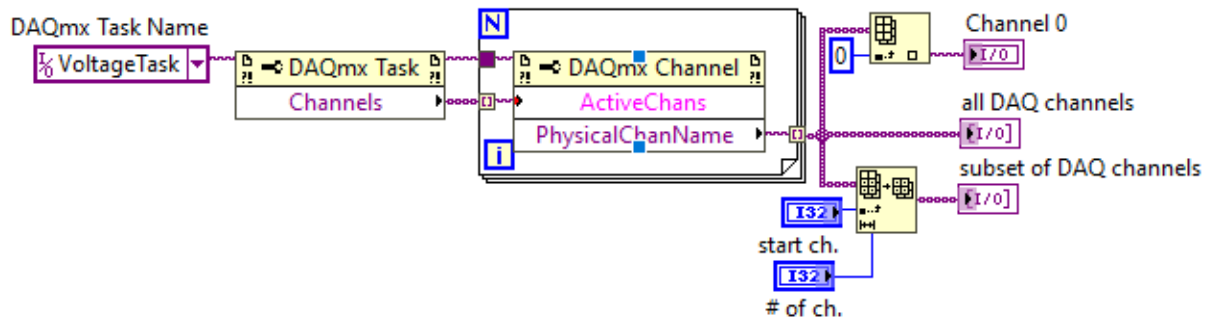 DAQmx Task Name
I/O VoltageTask
DAQmx Task
Channels
N
DAQmx Channel
ActiveChans
PhysicalChanName
i
0
Channel 0
I/O
all DAQ channels
[I/O]
subset of DAQ channels
[I/O]
I32
start ch.
I32
# of ch.